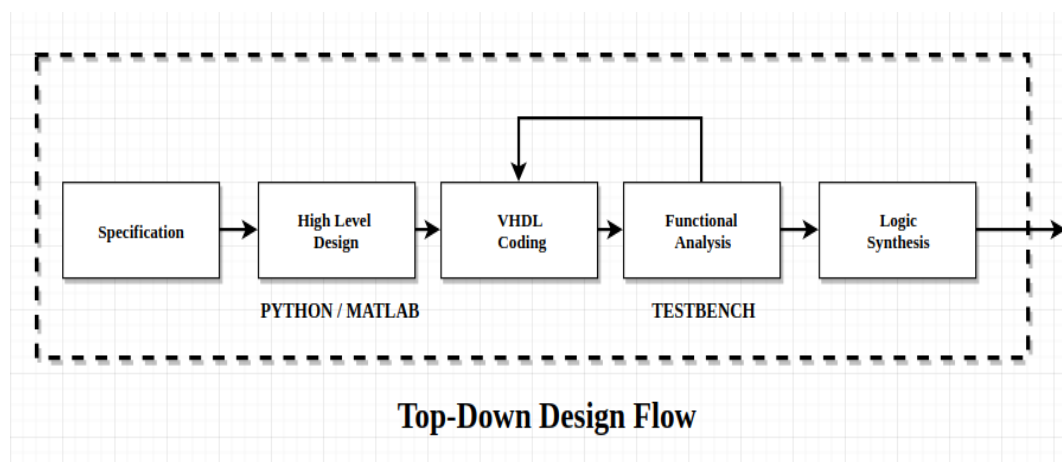 Specification
High Level
Design
VHDL
Coding
Functional
Analysis
Logic
Synthesis
PYTHON / MATLAB
TESTBENCH
Top-Down Design Flow